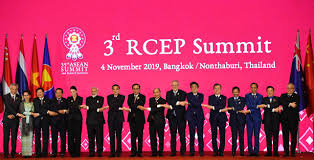 35th ASEAN
SUMMIT
3rd RCEP Summit
4 November 2019, Bangkok/Nonthaburi, Thailand